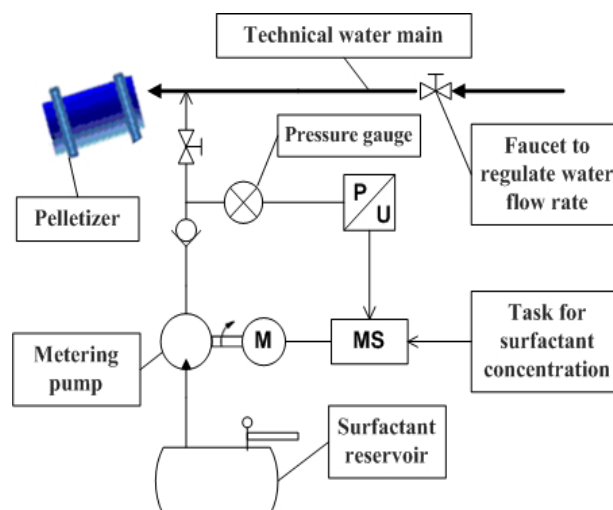 Technical water main
Pressure gauge
Faucet to
regulate water
flow rate
Pelletizer
P
U
Metering
pump
M
MS
Task for
surfactant
concentration
Surfactant
reservoir